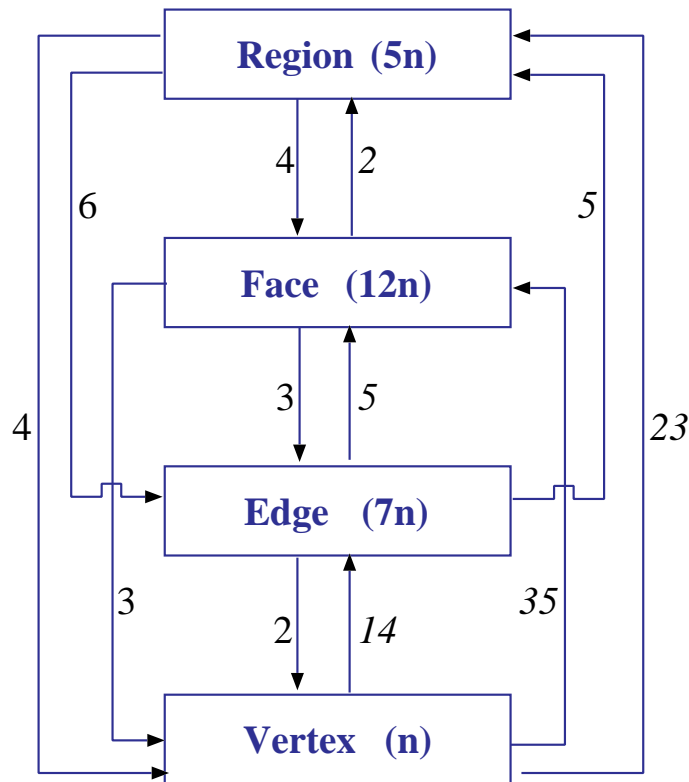 Region (5n)
4 2
6 5
Face (12n)
3 5
4 23
Edge (7n)
3 2 14 35
Vertex (n)